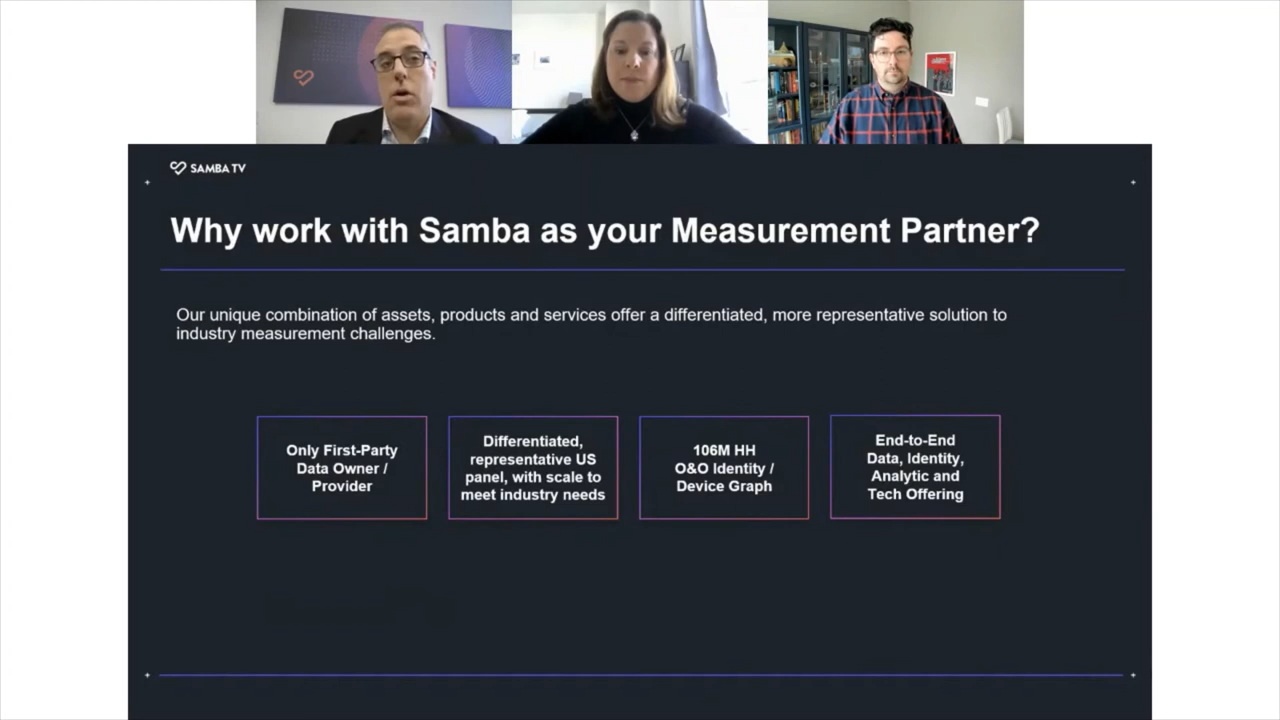 SAMBA TV
Why work with Samba as your Measurement Partner?
Our unique combination of assets, products and services offer a differentiated, more representative solution to
industry measurement challenges.
Only First-Party
Data Owner /
Provider
Differentiated,
representative US
panel, with scale to
meet industry needs
106M HH
O&O Identity /
Device Graph
End-to-End
Data, Identity,
Analytic and
Tech Offering